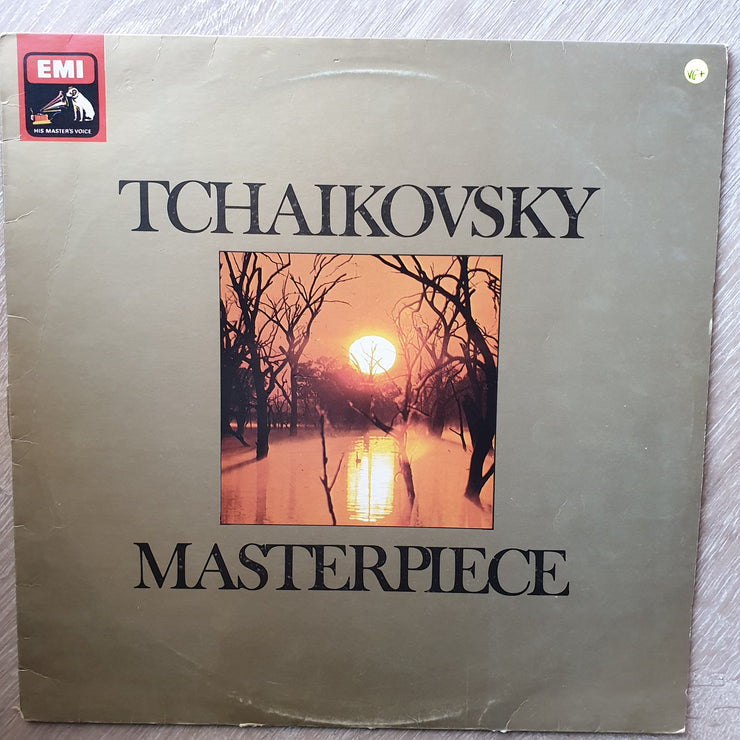 EMI
HIS MASTER'S VOICE
VG+
TCHAIKOVSKY
MASTERPIECE